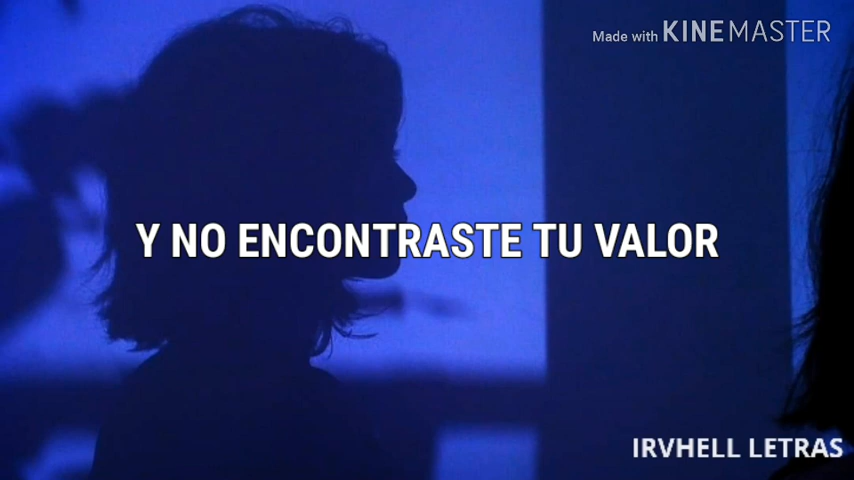 Made with KINEMASTER
Y NO ENCONTRASTE TU VALOR
IRVHELL LETRAS